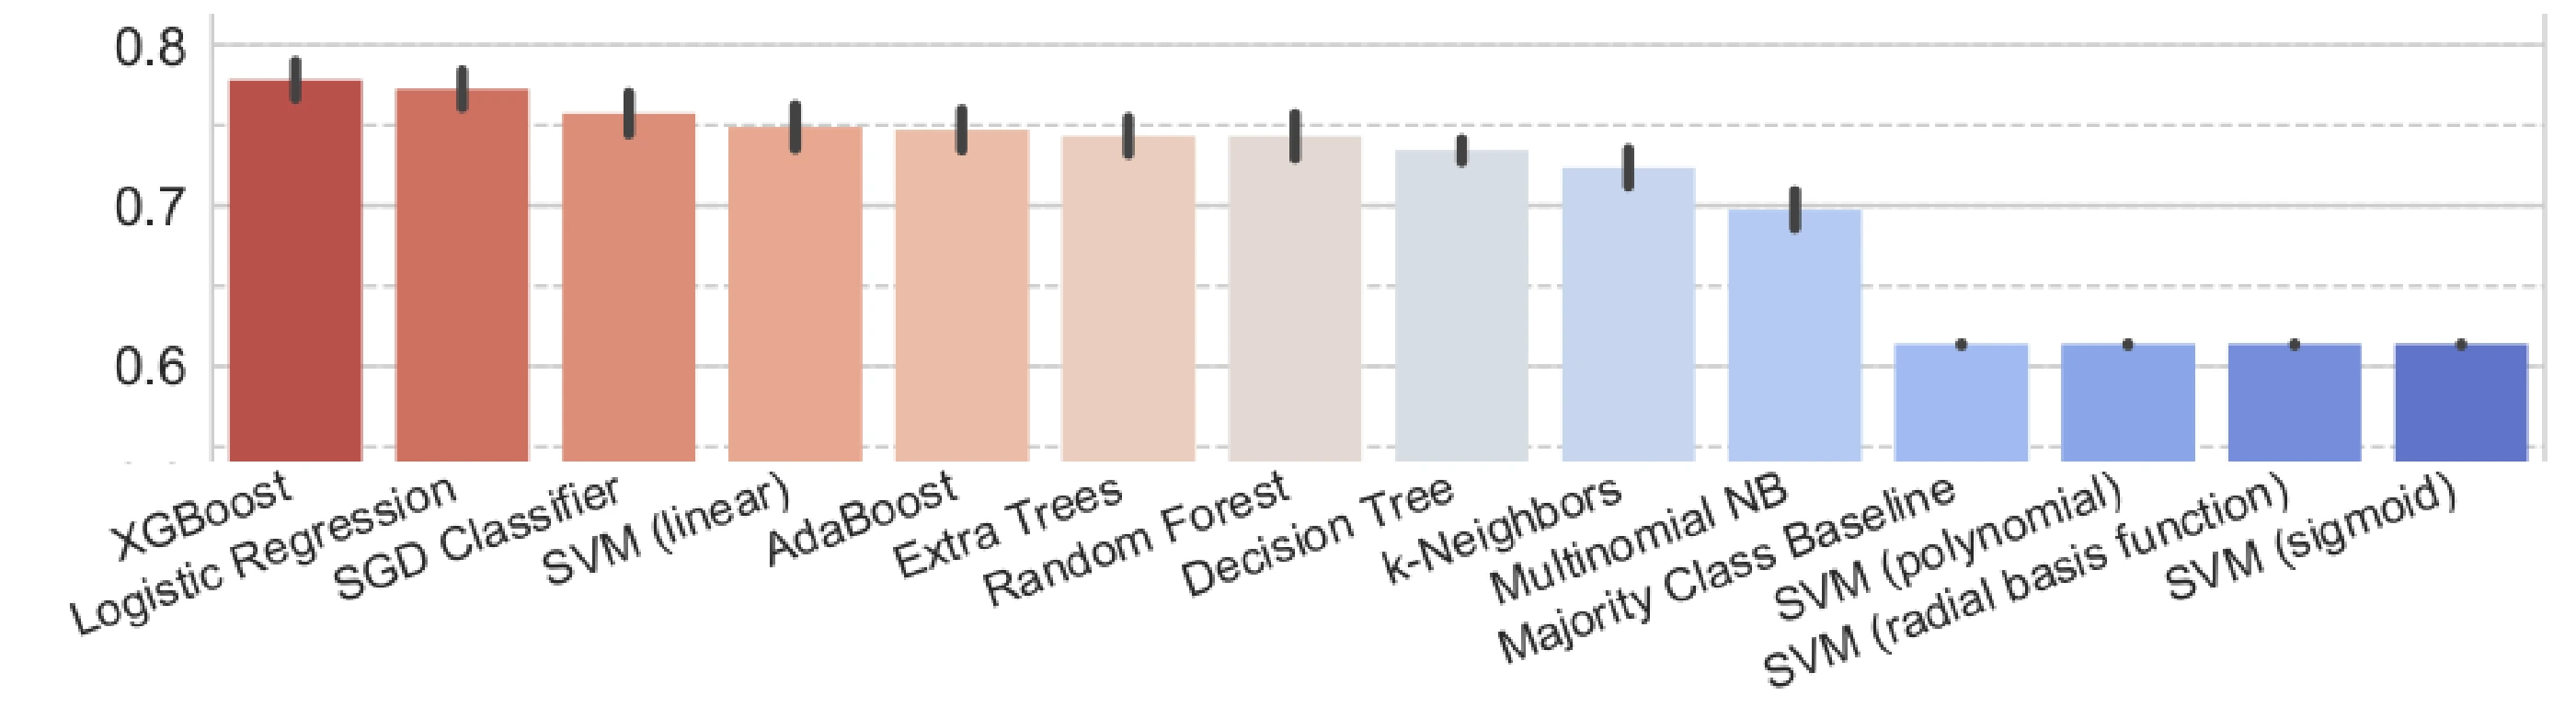 0.8
0.7
0.6
XGBoost
Logistic Regression
SGD Classifier
SVM (linear)
AdaBoost
Extra Trees
Random Forest
Decision Tree
k-Neighbors
Multinomial NB
Majority Class Baseline
SVM (polynomial)
SVM (radial basis function)
SVM (sigmoid)